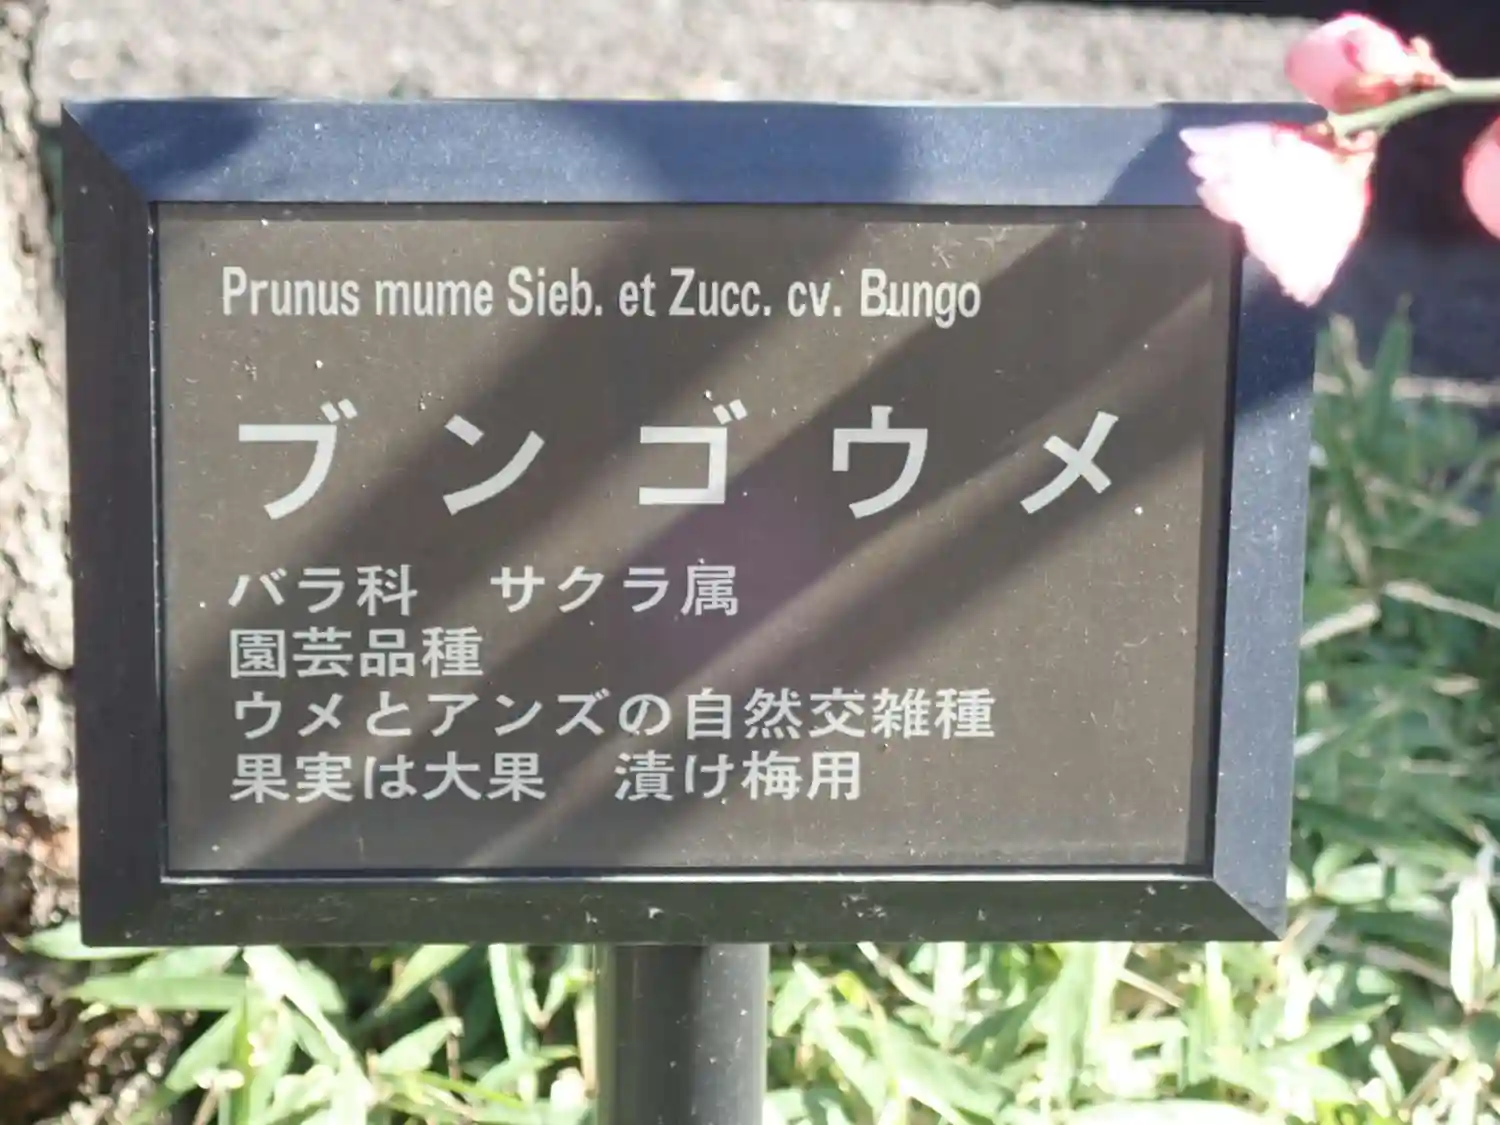 Prunus mume Sieb. et Zucc. cv. Bungo
ブンゴウメ
バラ科　サクラ属
園芸品種
ウメとアンズの自然交雑種
果実は大果　漬け梅用